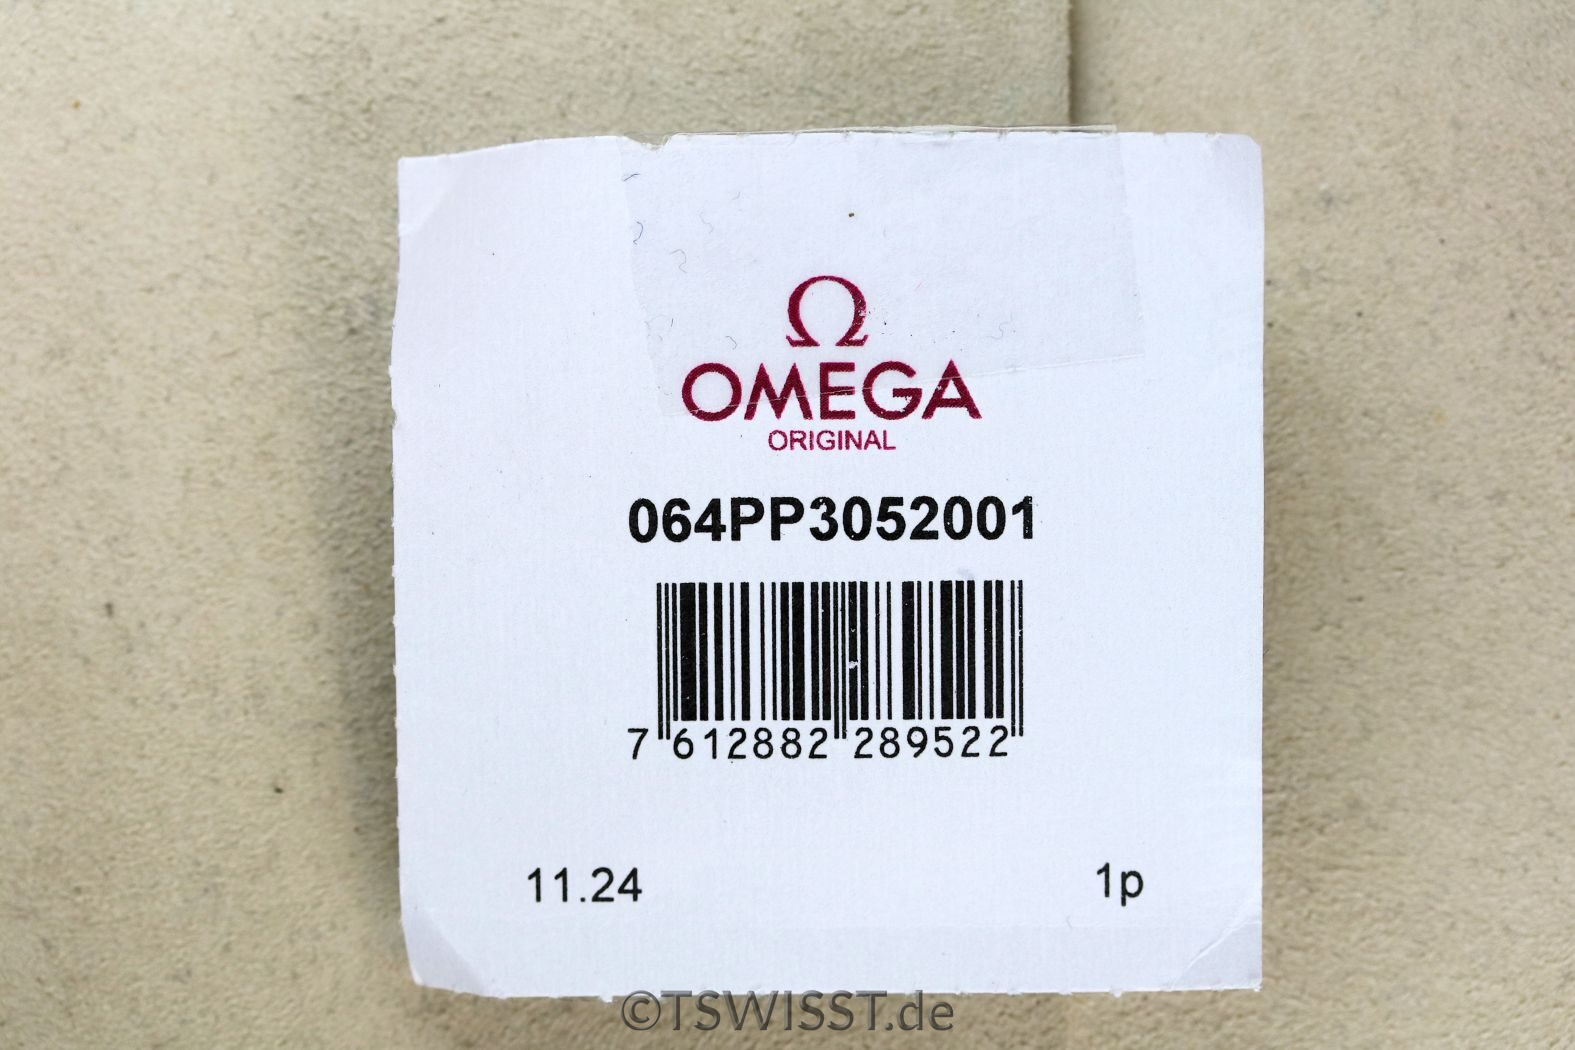 Ω
OMEGA
ORIGINAL
064PP3052001
7 612882 289522
11.24 1p
©TSWISST.de